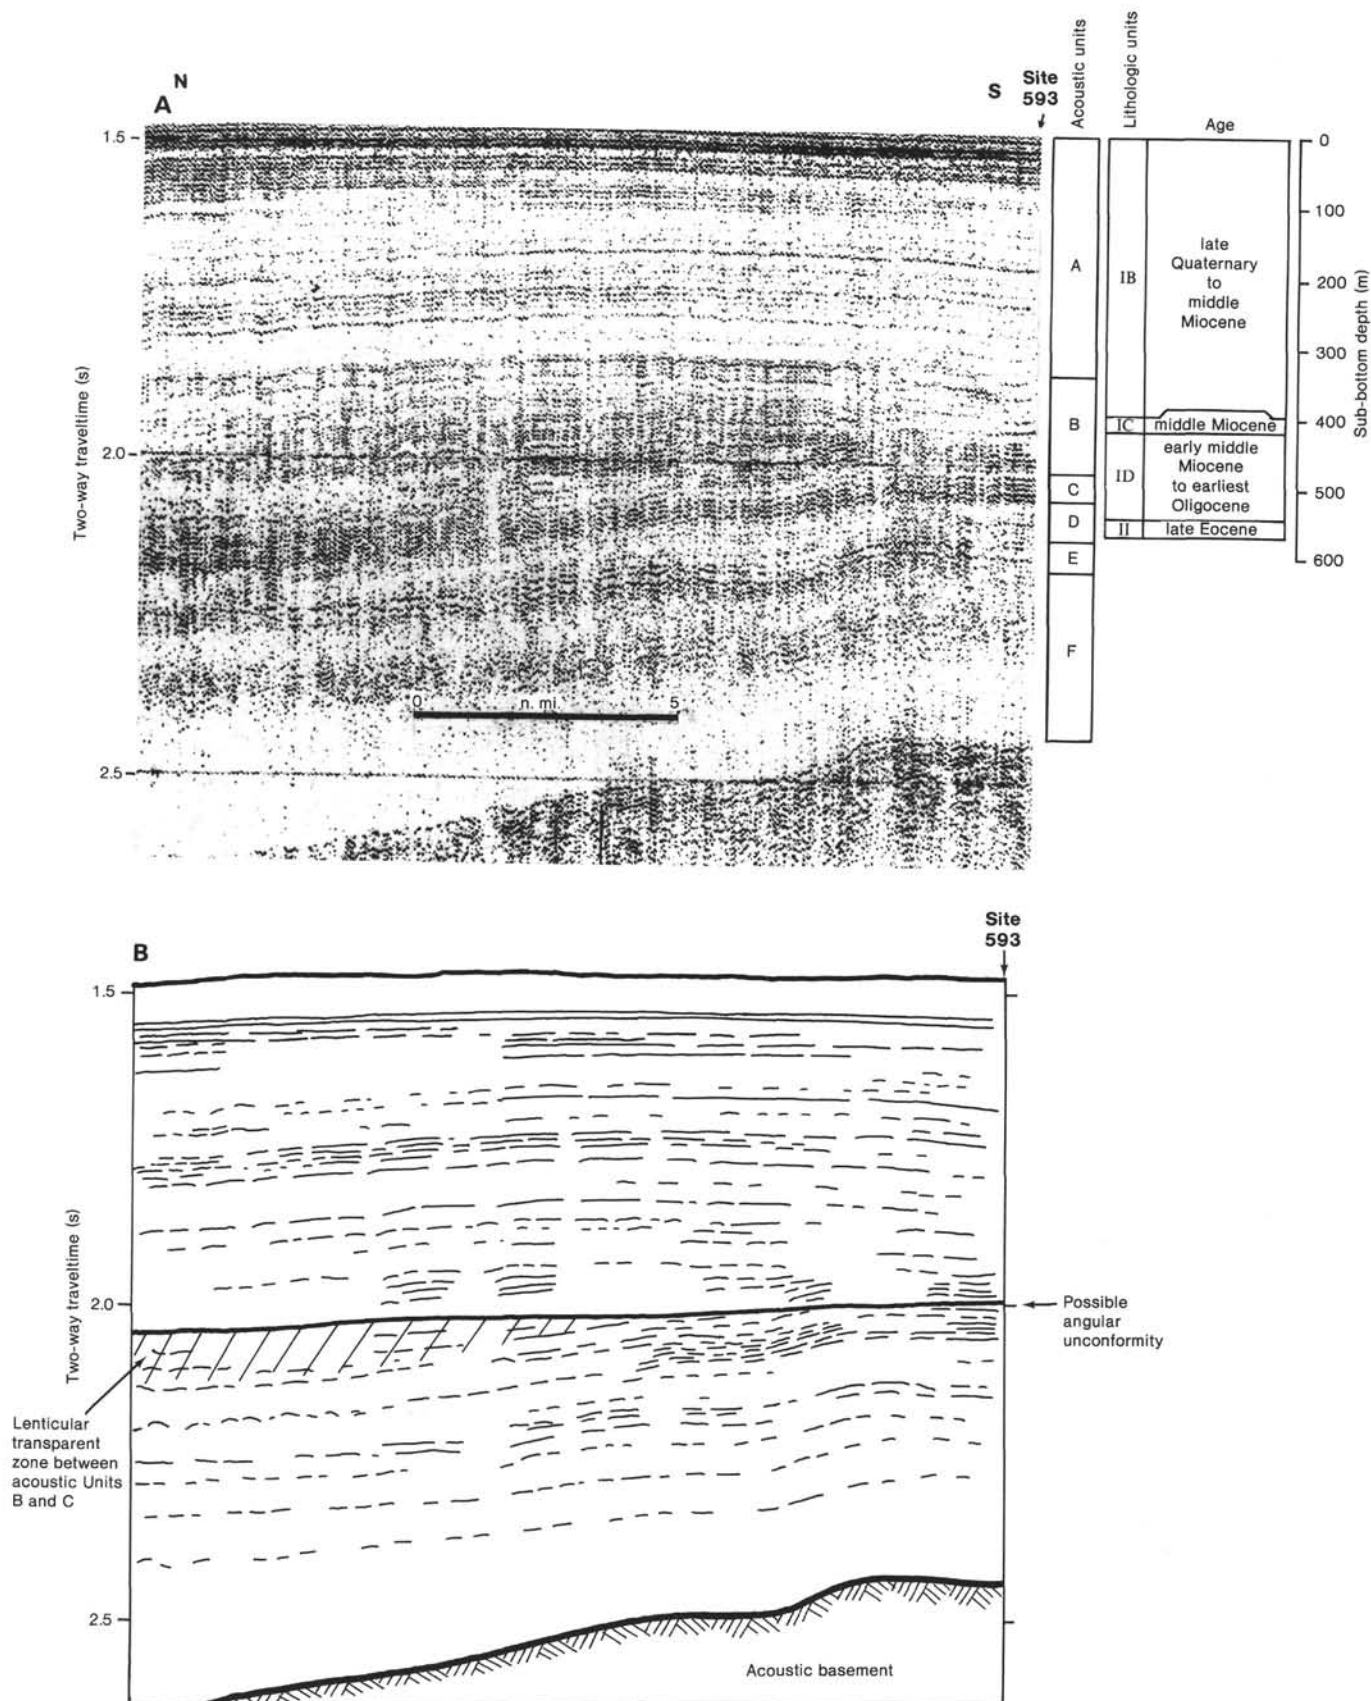 N
A
S
Site
593
Acoustic units
Lithologic units
Age
1.5
2.0
2.5
Two-way traveltime (s)
0 n. mi. 5
A
B
C
D
E
F
IB
IC
ID
II
late
Quaternary
to
middle
Miocene
middle Miocene
early middle
Miocene
to earliest
Oligocene
late Eocene
0
100
200
300
400
500
600
Sub-bottom depth (m)
B
Site
593
1.5
2.0
2.5
Two-way traveltime (s)
Possible
angular
unconformity
Lenticular
transparent
zone between
acoustic Units
B and C
Acoustic basement